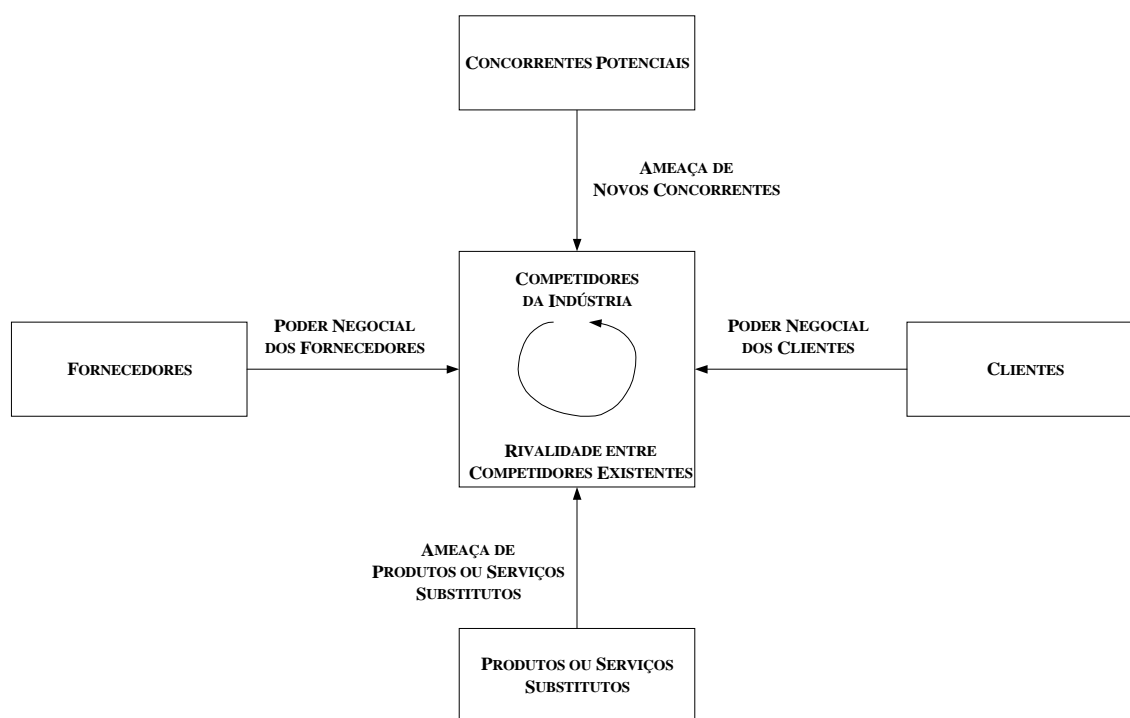 CONCORRENTES POTENCIAIS
AMEAÇA DE
NOVOS CONCORRENTES
COMPETIDORES
DA INDÚSTRIA
PODER NEGOCIAL
DOS FORNECEDORES
PODER NEGOCIAL
DOS CLIENTES
FORNECEDORES
CLIENTES
RIVALIDADE ENTRE
COMPETIDORES EXISTENTES
AMEAÇA DE
PRODUTOS OU SERVIÇOS
SUBSTITUTOS
PRODUTOS OU SERVIÇOS
SUBSTITUTOS